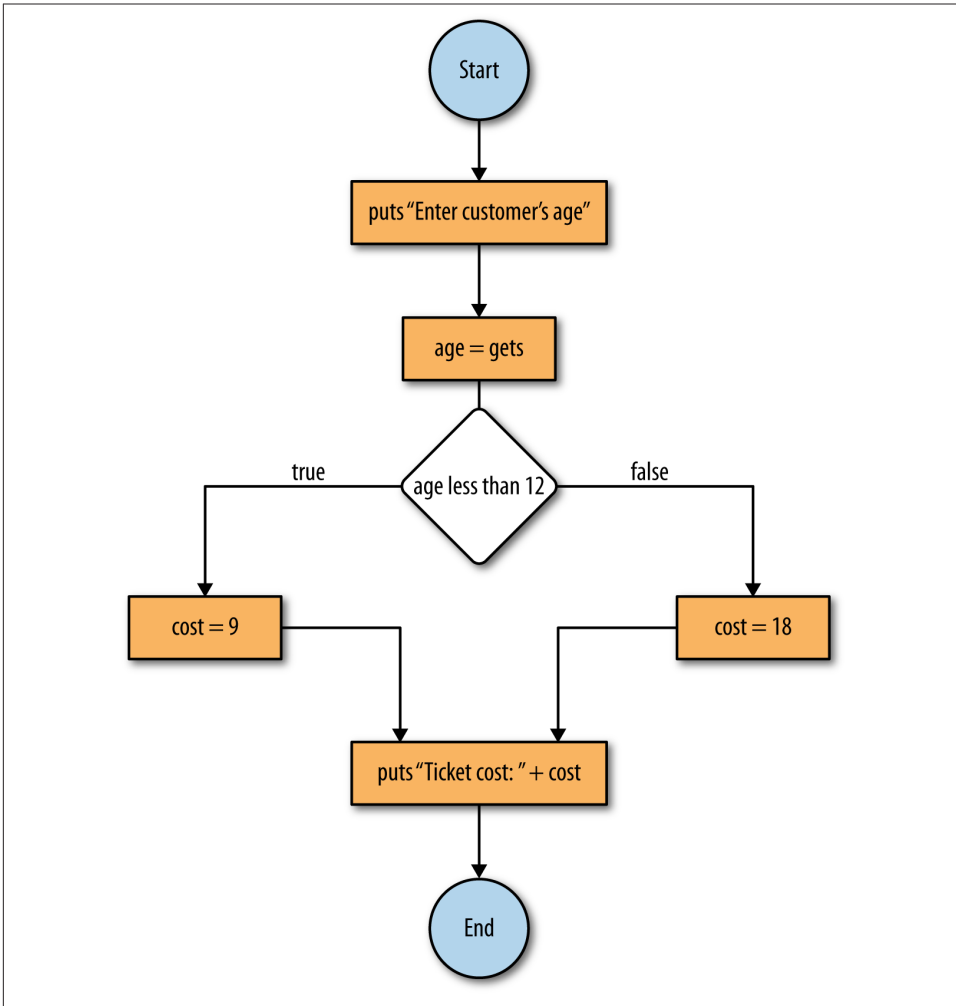 Start
puts “Enter customer’s age”
age = gets
true
age less than 12
false
cost = 9
cost = 18
puts “Ticket cost: ” + cost
End